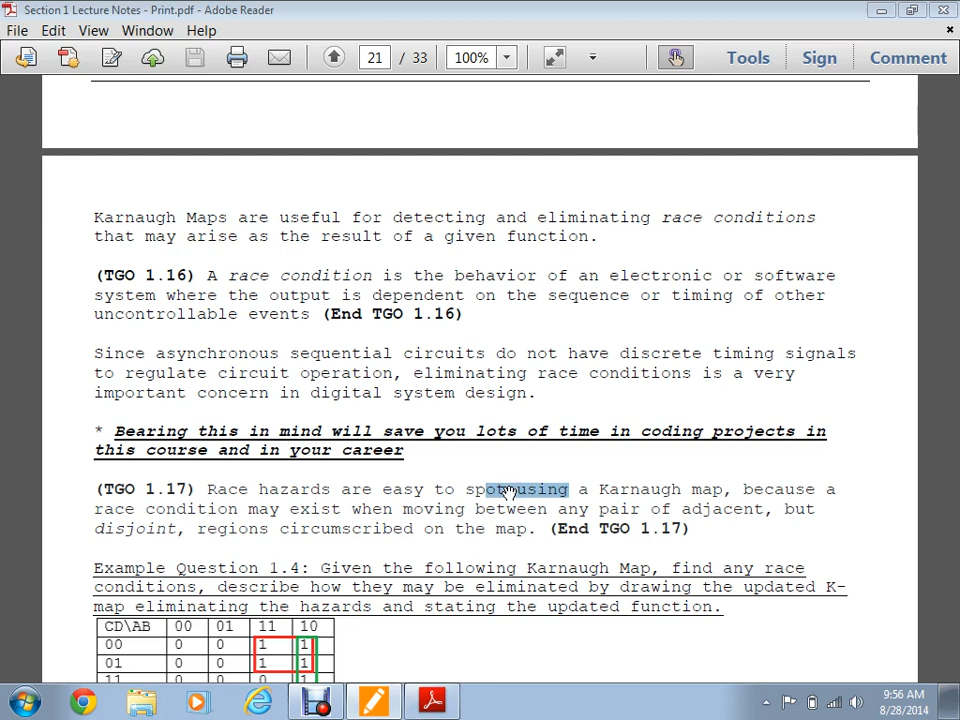 Section 1 Lecture Notes - Print.pdf - Adobe Reader
File Edit View Window Help
21 / 33 100% Tools Sign Comment
Karnaugh Maps are useful for detecting and eliminating race conditions
that may arise as the result of a given function.
(TGO 1.16) A race condition is the behavior of an electronic or software
system where the output is dependent on the sequence or timing of other
uncontrollable events (End TGO 1.16)
Since asynchronous sequential circuits do not have discrete timing signals
to regulate circuit operation, eliminating race conditions is a very
important concern in digital system design.
* Bearing this in mind will save you lots of time in coding projects in
this course and in your career
(TGO 1.17) Race hazards are easy to spot using a Karnaugh map, because a
race condition may exist when moving between any pair of adjacent, but
disjoint, regions circumscribed on the map. (End TGO 1.17)
Example Question 1.4: Given the following Karnaugh Map, find any race
conditions, describe how they may be eliminated by drawing the updated K-
map eliminating the hazards and stating the updated function.
CD\AB 00 01 11 10
00 0 0 1 1
01 0 0 1 1
11 0 0 0 1
9:56 AM
8/28/2014